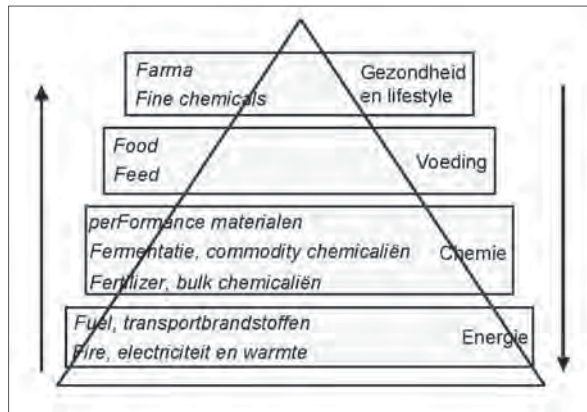 Farma
Fine chemicals
Gezondheid
en lifestyle
Food
Feed
Voeding
perFormance materialen
Fermentatie, commodity chemicaliën
Fertilizer, bulk chemicaliën
Chemie
Fuel, transportbrandstoffen
Fire, electriciteit en warmte
Energie